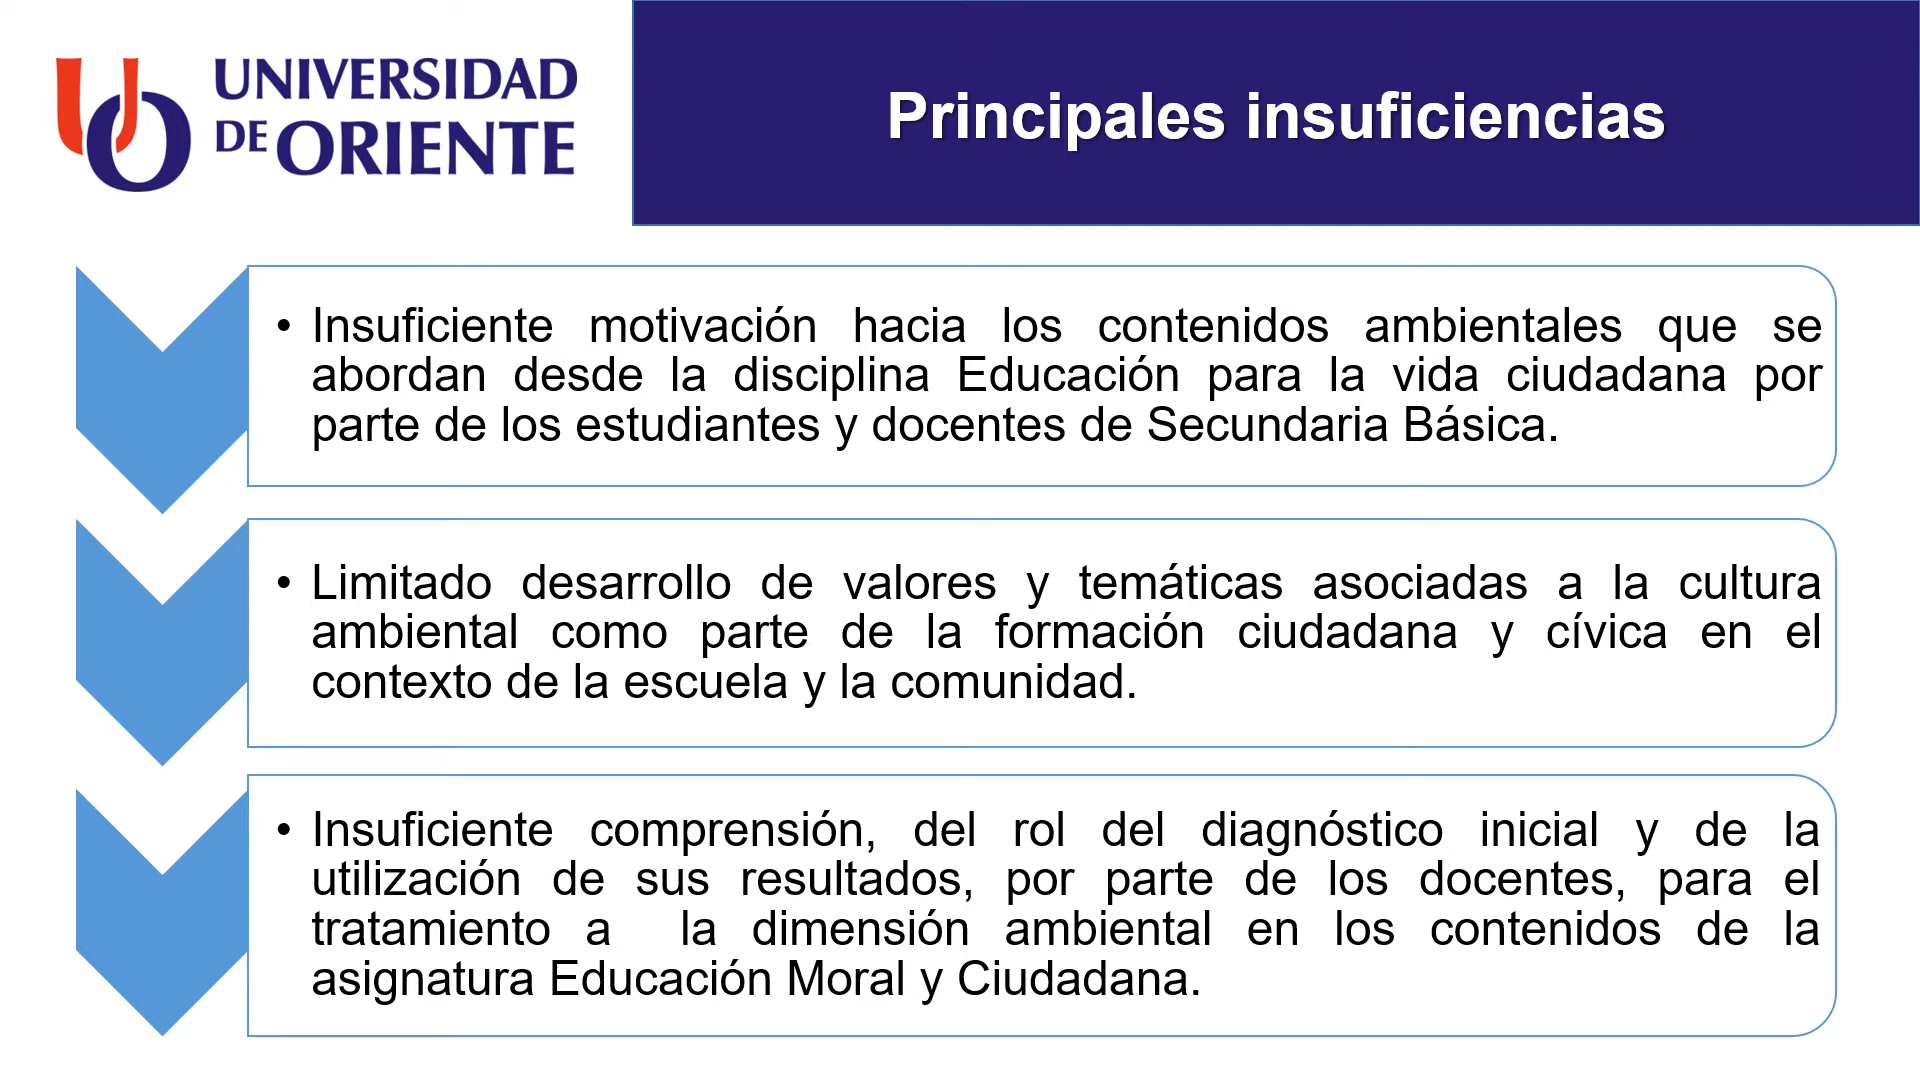 UNIVERSIDAD
DE ORIENTE
Principales insuficiencias
• Insuficiente motivación hacia los contenidos ambientales que se
abordan desde la disciplina Educación para la vida ciudadana por
parte de los estudiantes y docentes de Secundaria Básica.
• Limitado desarrollo de valores y temáticas asociadas a la cultura
ambiental como parte de la formación ciudadana y cívica en el
contexto de la escuela y la comunidad.
• Insuficiente comprensión, del rol del diagnóstico inicial y de la
utilización de sus resultados, por parte de los docentes, para el
tratamiento a la dimensión ambiental en los contenidos de la
asignatura Educación Moral y Ciudadana.